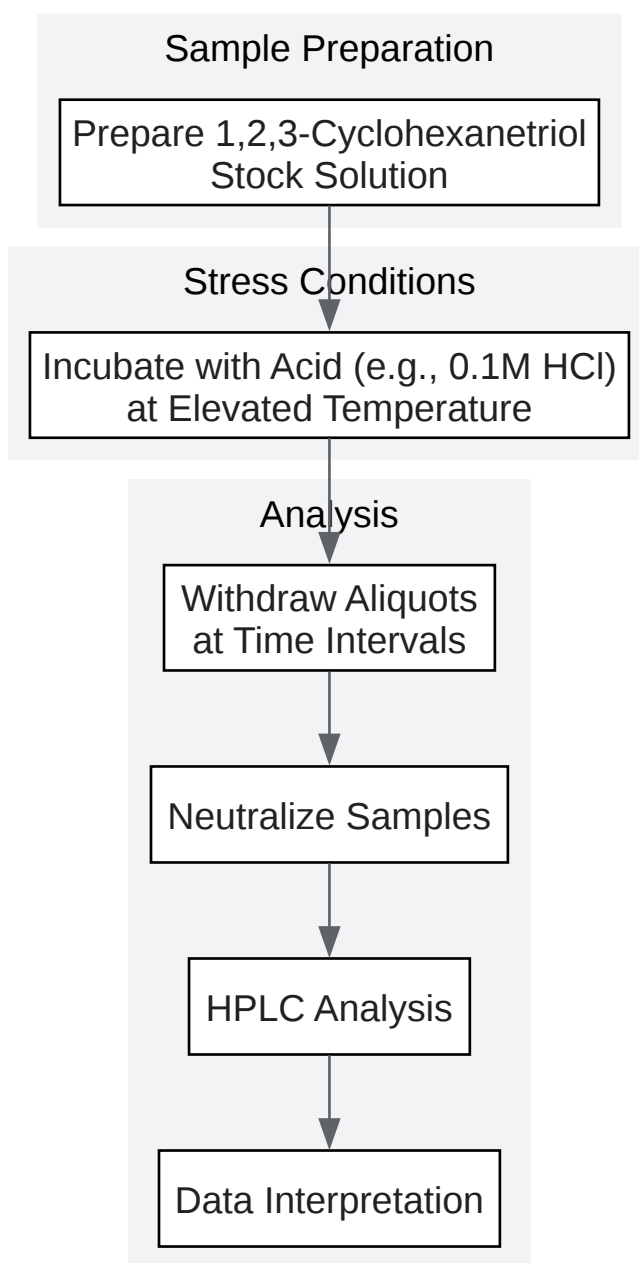 Sample Preparation
Prepare 1,2,3-Cyclohexanetriol
Stock Solution
Stress Conditions
Incubate with Acid (e.g., 0.1M HCl)
at Elevated Temperature
Analysis
Withdraw Aliquots
at Time Intervals
Neutralize Samples
HPLC Analysis
Data Interpretation